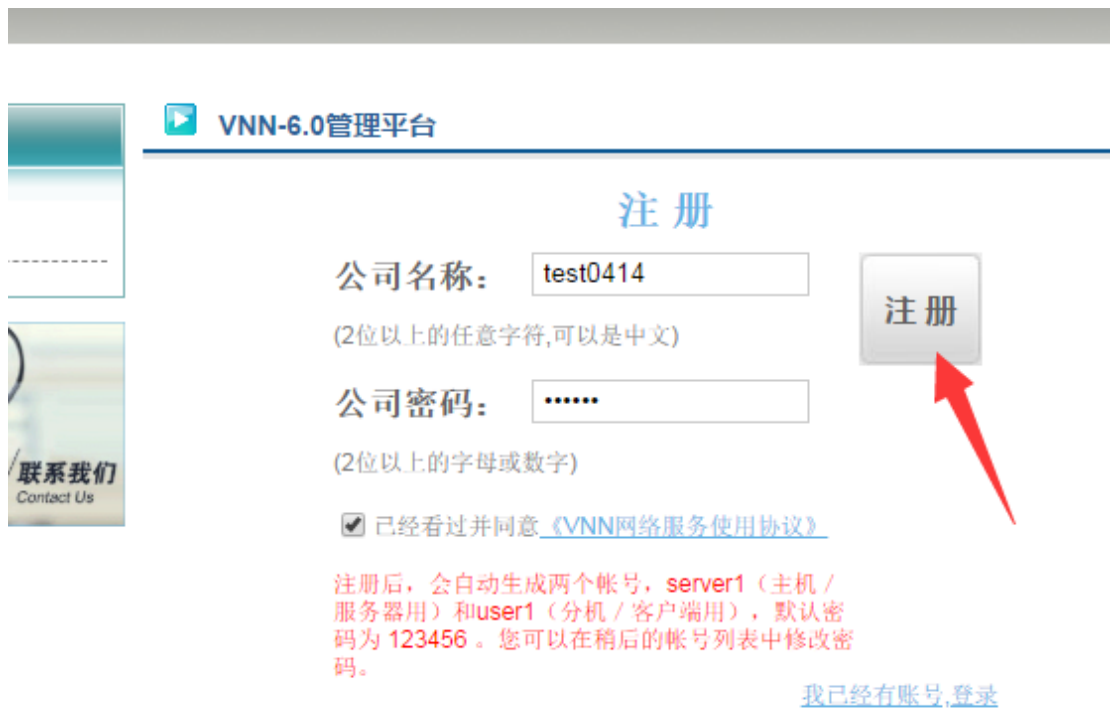 VNN-6.0管理平台
注 册
公司名称：
test0414
注 册
(2位以上的任意字符,可以是中文)
公司密码：
••••••
(2位以上的字母或数字)
联系我们
Contact Us
已经看过并同意《VNN网络服务使用协议》
注册后，会自动生成两个帐号，server1（主机／
服务器用）和user1（分机／客户端用），默认密
码为 123456 。您可以在稍后的帐号列表中修改密
码。
我已经有账号,登录